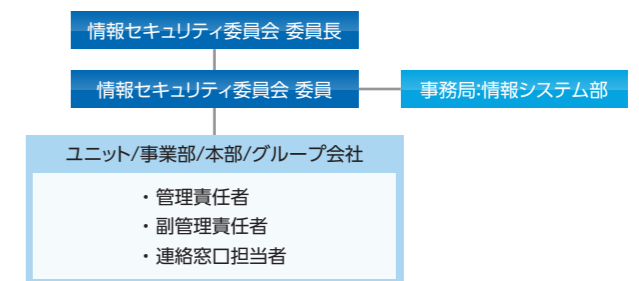 情報セキュリティ委員会 委員長
情報セキュリティ委員会 委員
事務局:情報システム部
ユニット/事業部/本部/グループ会社
・管理責任者
・副管理責任者
・連絡窓口担当者